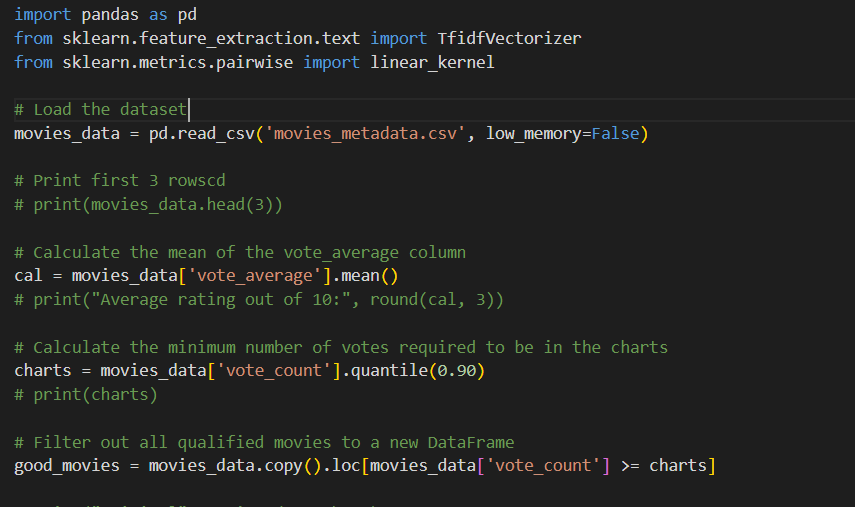 import pandas as pd
from sklearn.feature_extraction.text import TfidfVectorizer
from sklearn.metrics.pairwise import linear_kernel
# Load the dataset
movies_data = pd.read_csv('movies_metadata.csv', low_memory=False)
# Print first 3 rowscd
# print(movies_data.head(3))
# Calculate the mean of the vote_average column
cal = movies_data['vote_average'].mean()
# print("Average rating out of 10:", round(cal, 3))
# Calculate the minimum number of votes required to be in the charts
charts = movies_data['vote_count'].quantile(0.90)
# print(charts)
# Filter out all qualified movies to a new DataFrame
good_movies = movies_data.copy().loc[movies_data['vote_count'] >= charts]